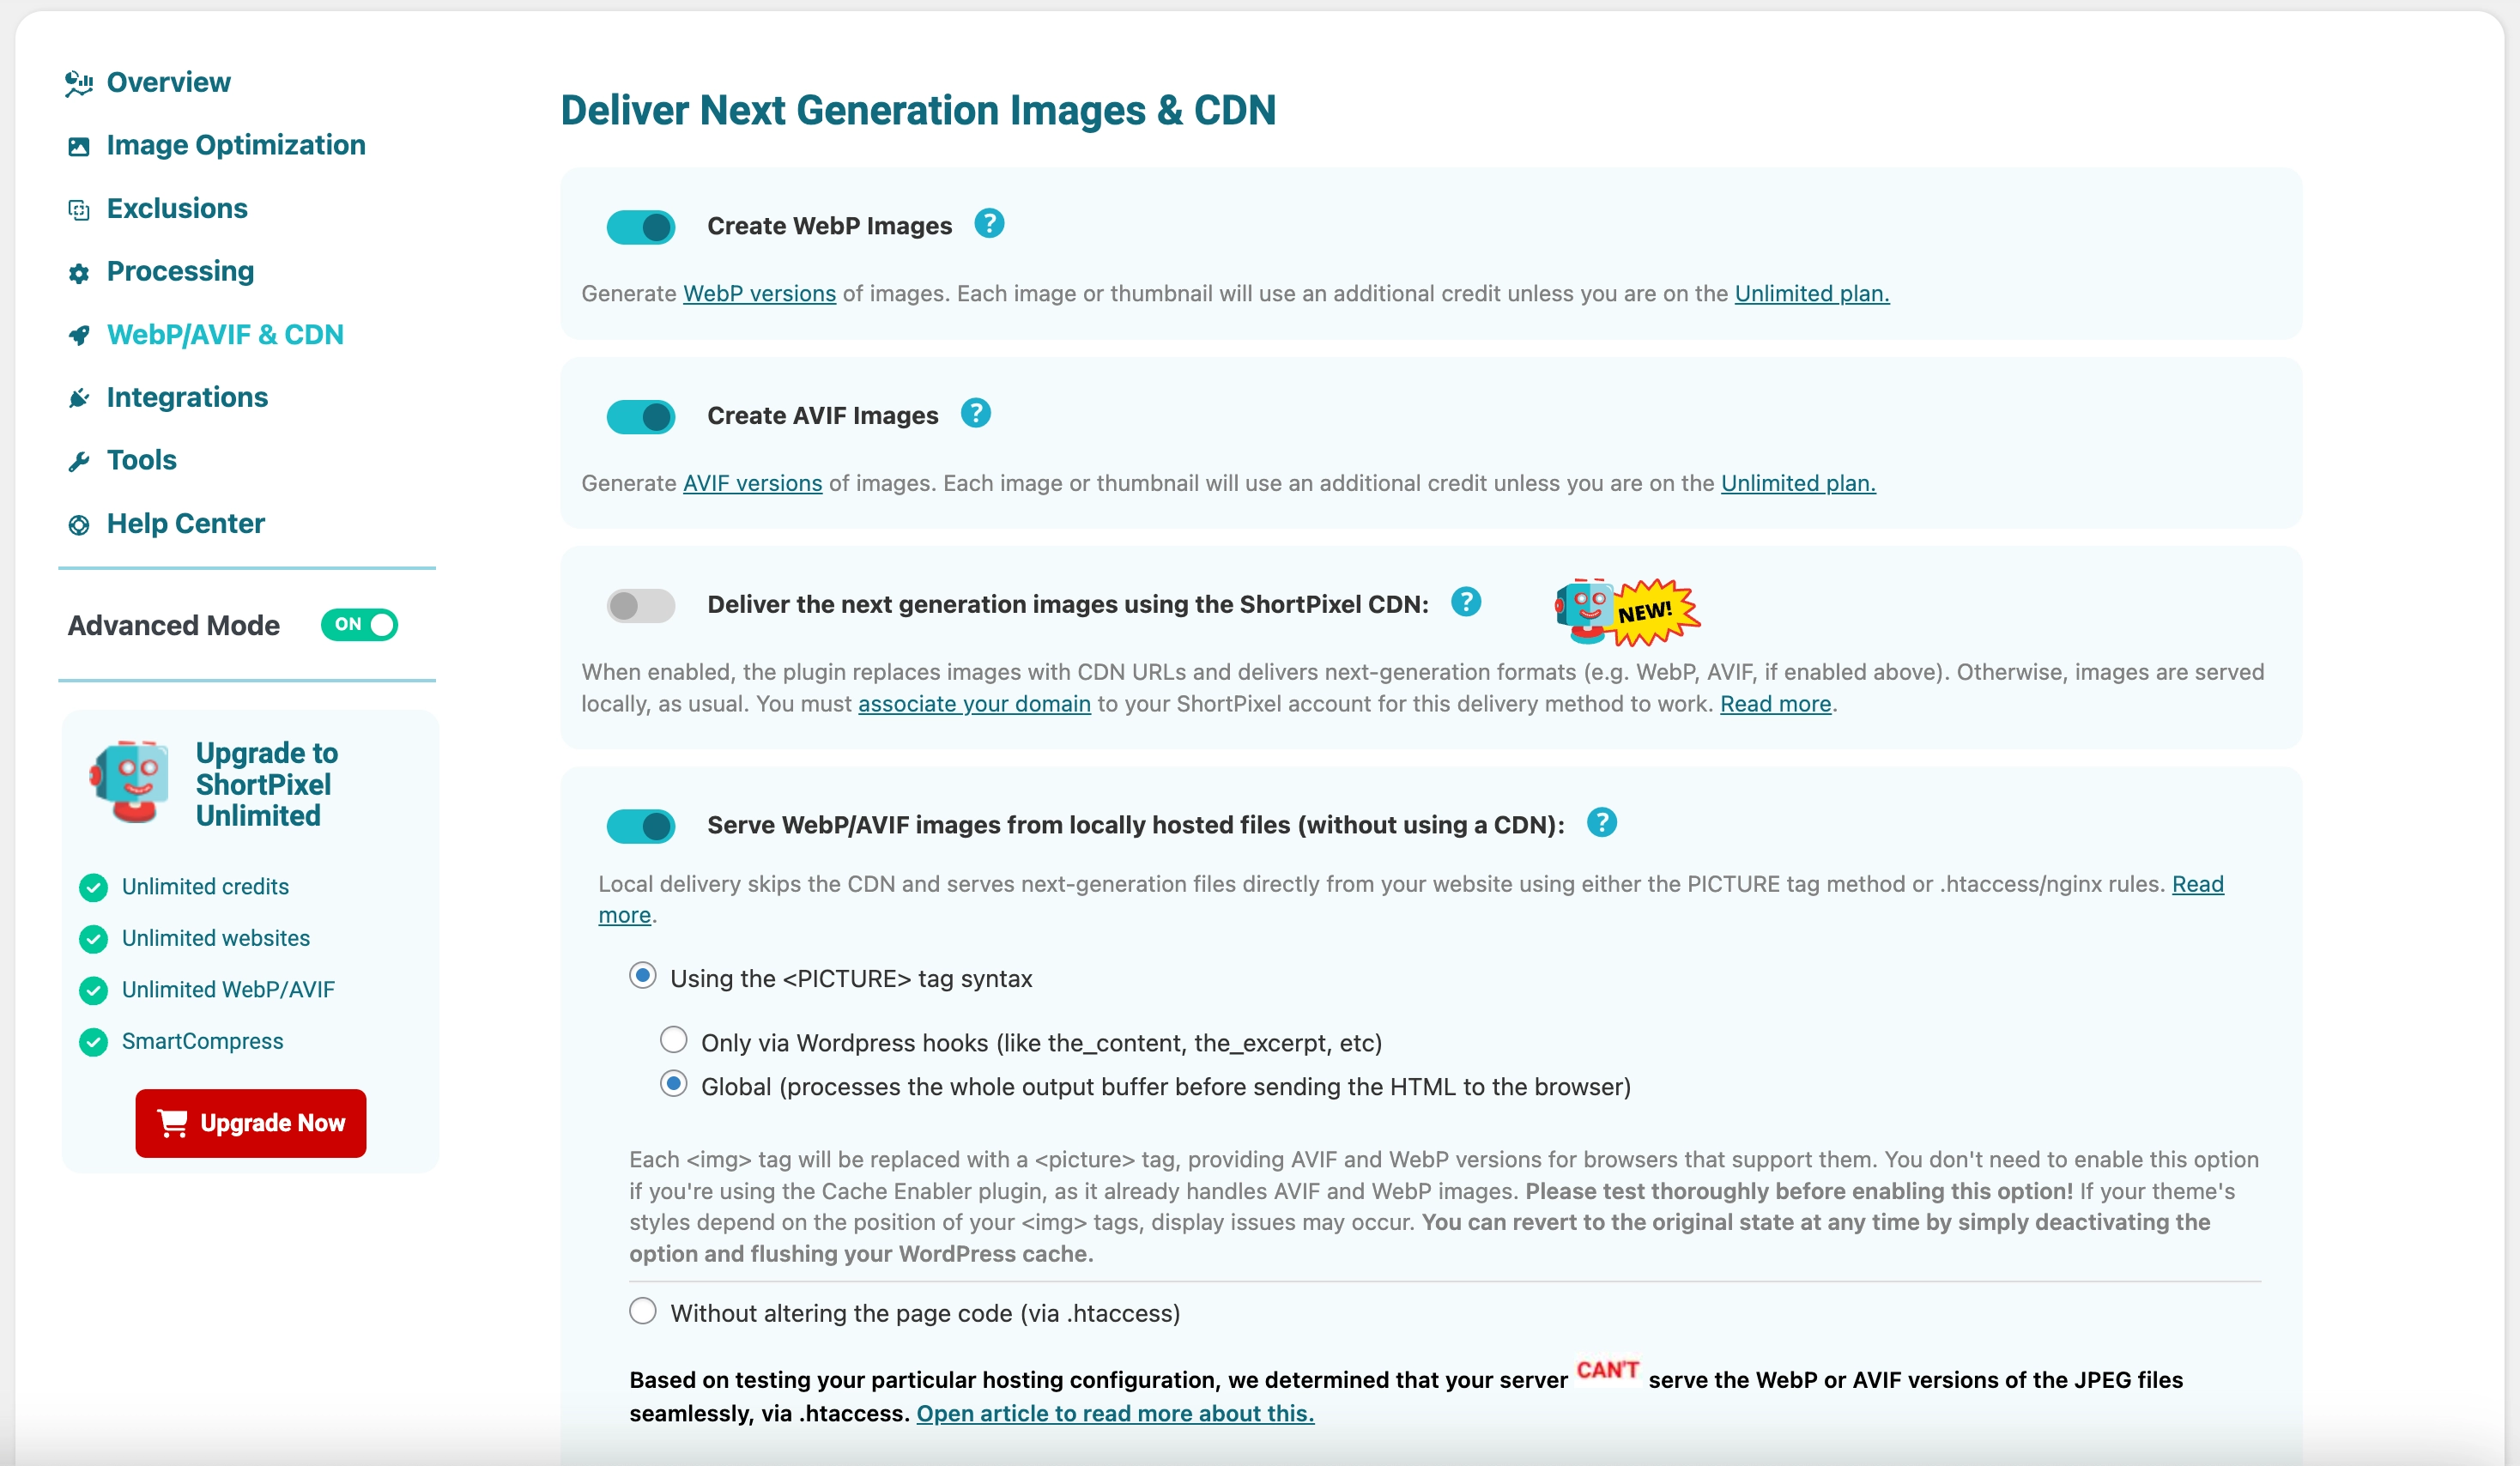 Overview
Image Optimization
Exclusions
Processing
WebP/AVIF & CDN
Integrations
Tools
Help Center
Advanced Mode
ON
Upgrade to
ShortPixel
Unlimited
Unlimited credits
Unlimited websites
Unlimited WebP/AVIF
SmartCompress
Upgrade Now
Deliver Next Generation Images & CDN
Create WebP Images ?
Generate WebP versions of images. Each image or thumbnail will use an additional credit unless you are on the Unlimited plan.
Create AVIF Images ?
Generate AVIF versions of images. Each image or thumbnail will use an additional credit unless you are on the Unlimited plan.
Deliver the next generation images using the ShortPixel CDN: ? NEW!
When enabled, the plugin replaces images with CDN URLs and delivers next-generation formats (e.g. WebP, AVIF, if enabled above). Otherwise, images are served
locally, as usual. You must associate your domain to your ShortPixel account for this delivery method to work. Read more.
Serve WebP/AVIF images from locally hosted files (without using a CDN): ?
Local delivery skips the CDN and serves next-generation files directly from your website using either the PICTURE tag method or .htaccess/nginx rules. Read
more.
Using the <PICTURE> tag syntax
Only via Wordpress hooks (like the_content, the_excerpt, etc)
Global (processes the whole output buffer before sending the HTML to the browser)
Each <img> tag will be replaced with a <picture> tag, providing AVIF and WebP versions for browsers that support them. You don't need to enable this option
if you're using the Cache Enabler plugin, as it already handles AVIF and WebP images. Please test thoroughly before enabling this option! If your theme's
styles depend on the position of your <img> tags, display issues may occur. You can revert to the original state at any time by simply deactivating the
option and flushing your WordPress cache.
Without altering the page code (via .htaccess)
Based on testing your particular hosting configuration, we determined that your server CAN'T serve the WebP or AVIF versions of the JPEG files
seamlessly, via .htaccess. Open article to read more about this.